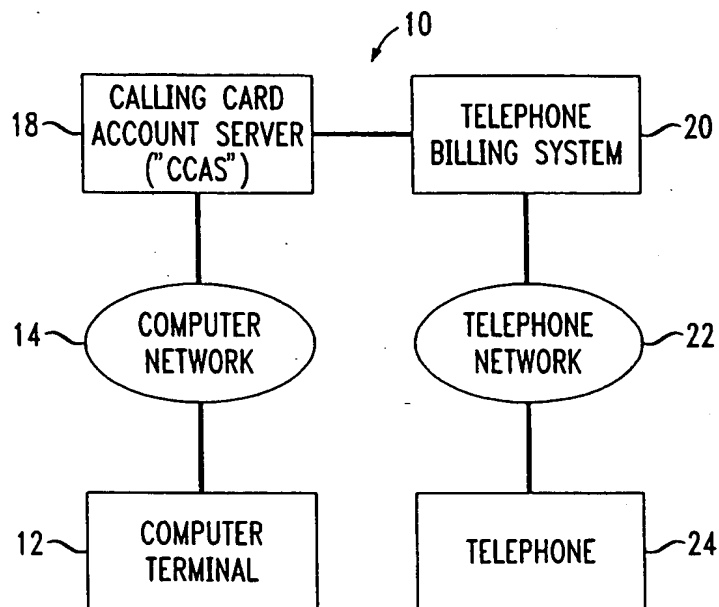 10
18
CALLING CARD
ACCOUNT SERVER
("CCAS")
TELEPHONE
BILLING SYSTEM
20
14
COMPUTER
NETWORK
TELEPHONE
NETWORK
22
12
COMPUTER
TERMINAL
TELEPHONE
24